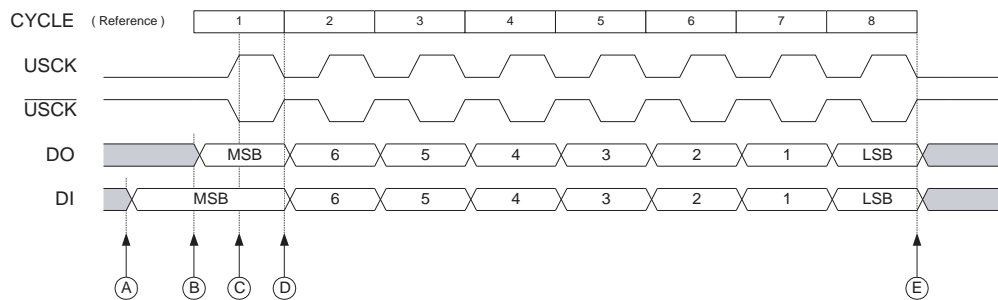 CYCLE ( Reference ) 1 2 3 4 5 6 7 8
USCK
USCK
DO MSB 6 5 4 3 2 1 LSB
DI MSB 6 5 4 3 2 1 LSB
A B C D E